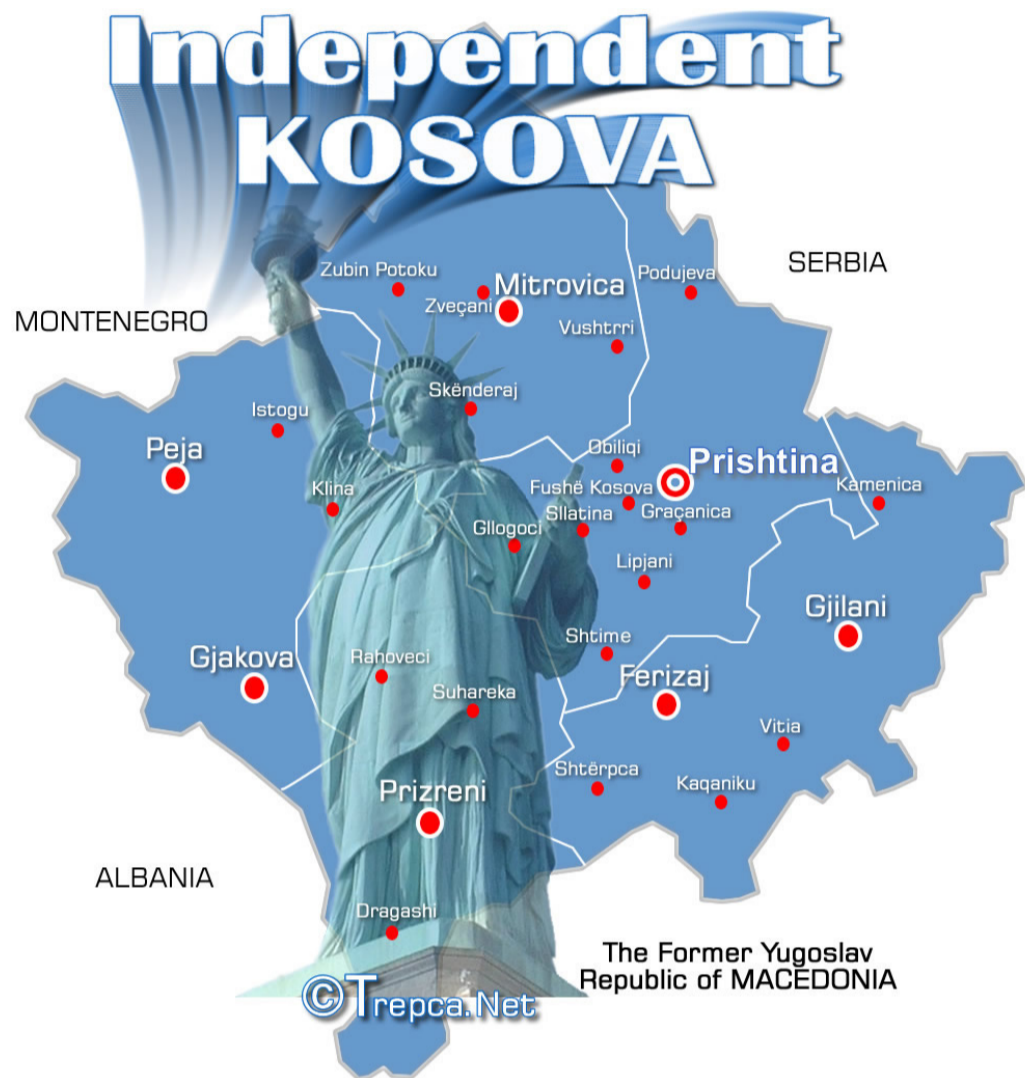 Independent
KOSOVA
SERBIA
MONTENEGRO
Zubin Potoku
Zveçani
Mitrovica
Podujeva
Vushtrri
Skënderaj
Istogu
Peja
Klina
Obiliqi
Prishtina
Fushë Kosova
Sllatina
Graçanica
Kamenica
Gllogoci
Lipjani
Gjilani
Shtime
Gjakova
Rahoveci
Ferizaj
Suhareka
Vitia
Shtërpca
Kaqaniku
Prizreni
ALBANIA
Dragashi
The Former Yugoslav
Republic of MACEDONIA
©Trepca.Net